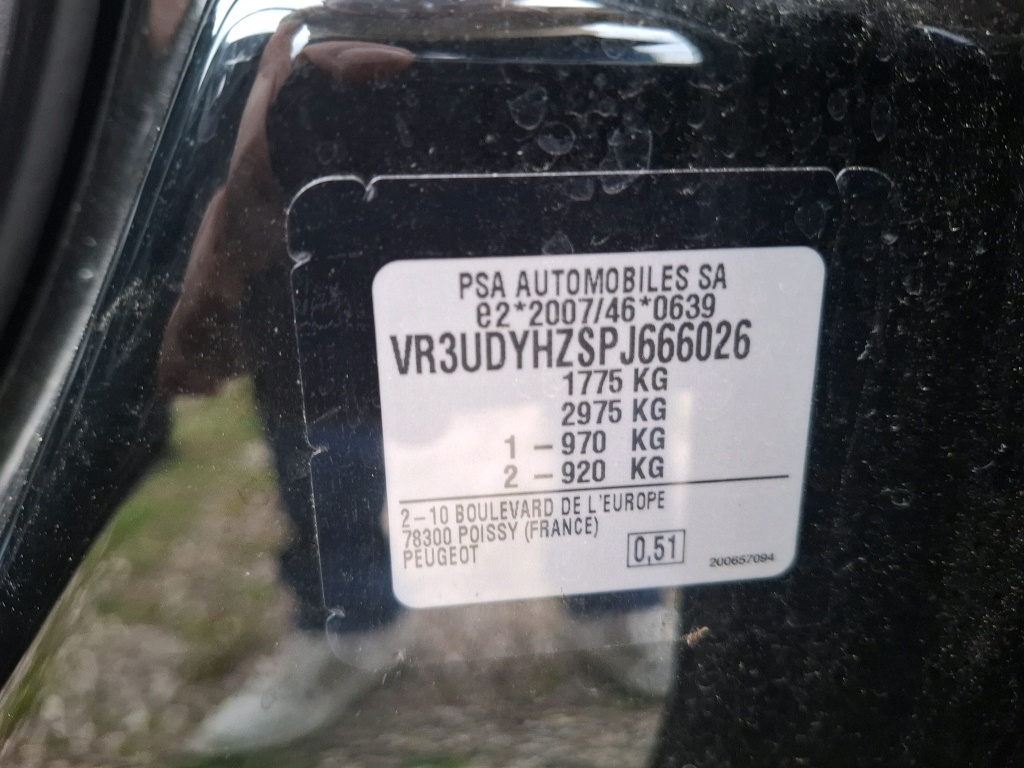 PSA AUTOMOBILES SA
e2*2007/46*0639
VR3UDYHZSPJ666026
1775 KG
2975 KG
1 - 970 KG
2 - 920 KG
2-10 BOULEVARD DE L'EUROPE
78300 POISSY (FRANCE)
PEUGEOT
0,51
200657094